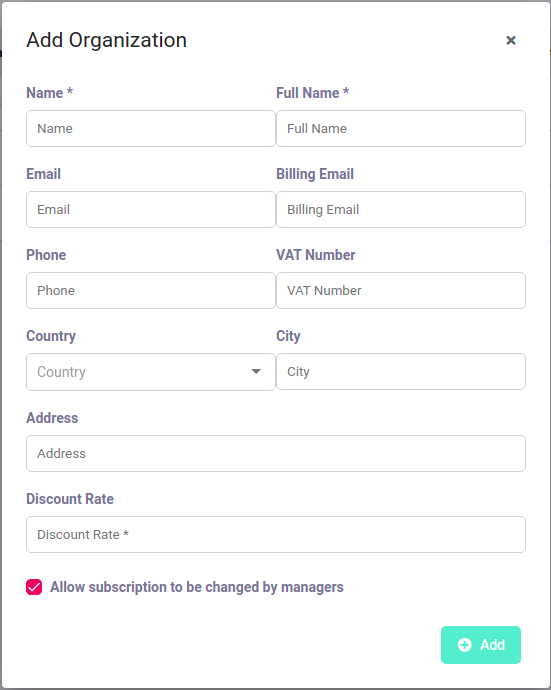 Add Organization
Name * Full Name *
Name Full Name
Email Billing Email
Email Billing Email
Phone VAT Number
Phone VAT Number
Country City
Country City
Address
Address
Discount Rate
Discount Rate *
Allow subscription to be changed by managers
Add